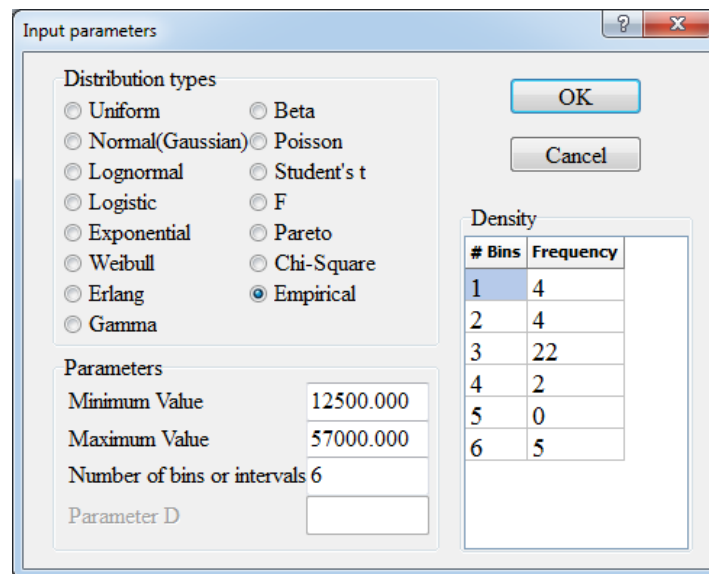 Input parameters
?
X
Distribution types
Uniform
Normal(Gaussian)
Lognormal
Logistic
Exponential
Weibull
Erlang
Gamma
Beta
Poisson
Student's t
F
Pareto
Chi-Square
Empirical
Parameters
Minimum Value 12500.000
Maximum Value 57000.000
Number of bins or intervals 6
Parameter D
OK
Cancel
Density
# Bins Frequency
1 4
2 4
3 22
4 2
5 0
6 5